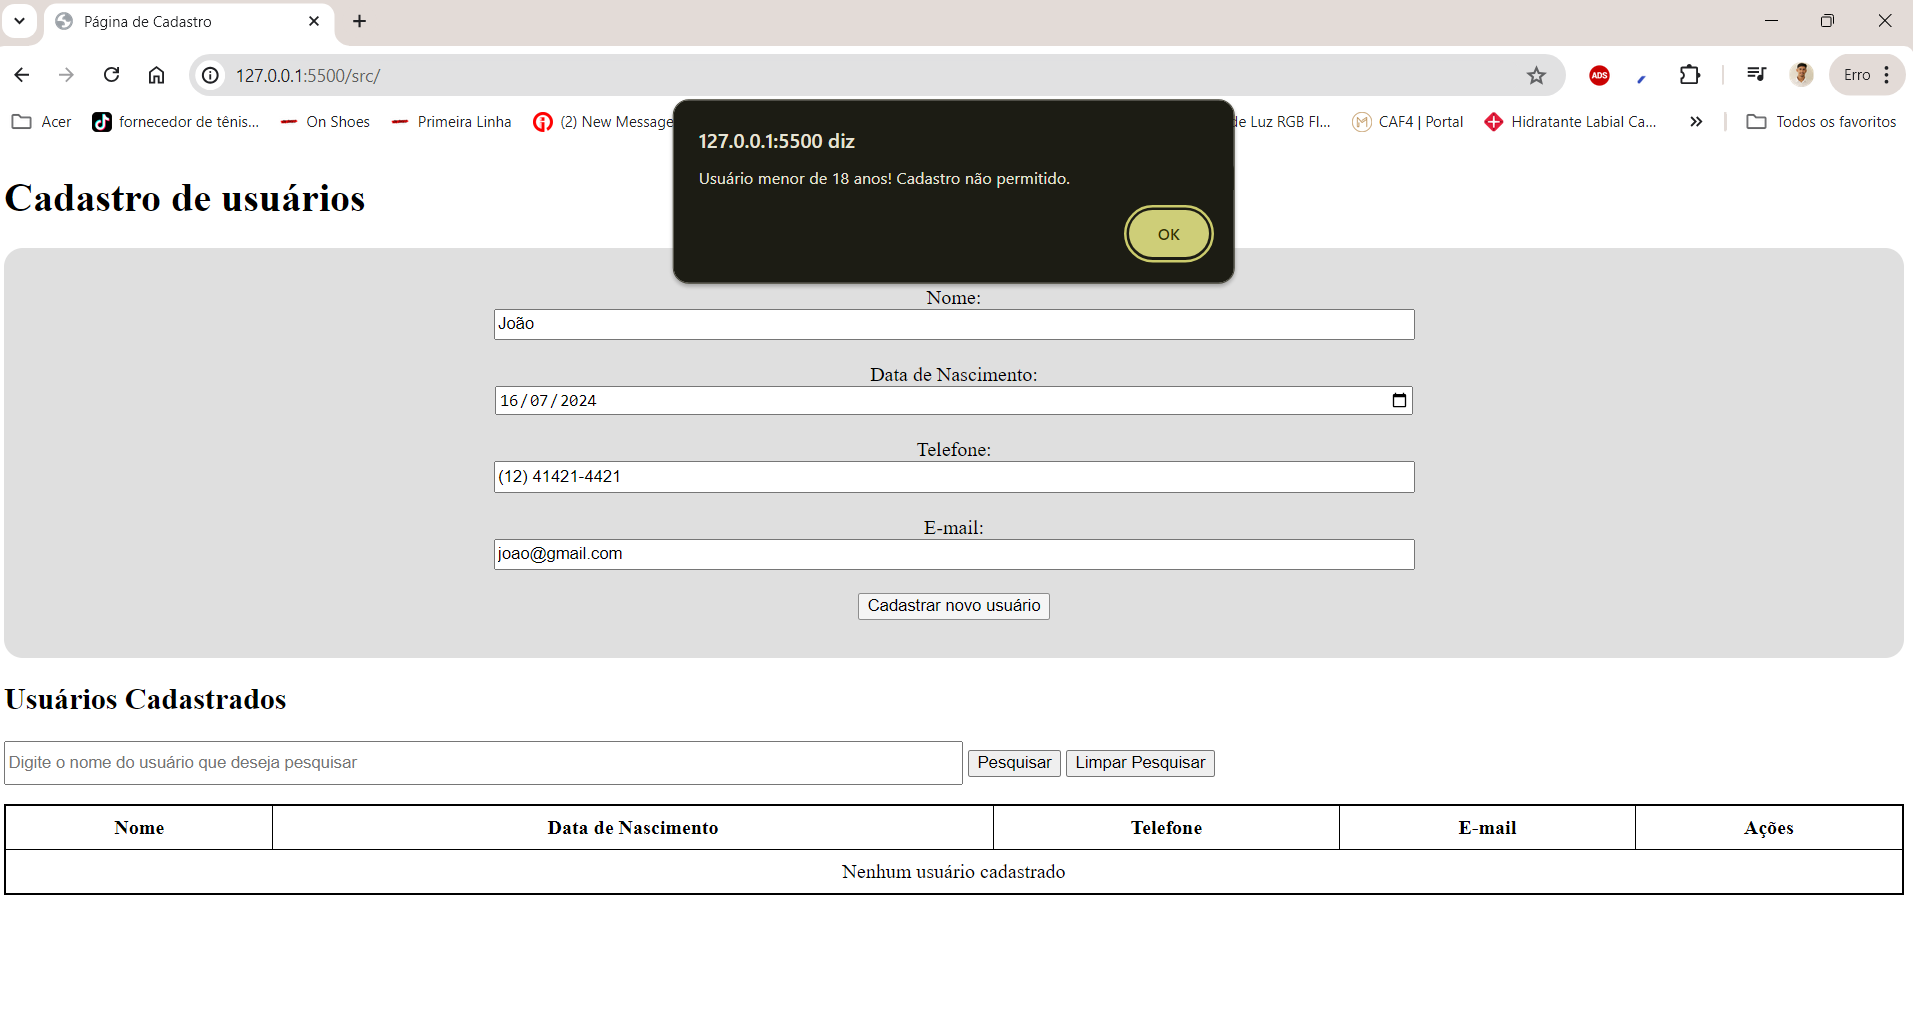 Página de Cadastro
127.0.0.1:5500/src/
ADS
Erro
Acer
fornecedor de tênis...
On Shoes
Primeira Linha
(2) New Message
de Luz RGB Fl...
CAF4 | Portal
Hidratante Labial Ca...
Todos os favoritos
127.0.0.1:5500 diz
Usuário menor de 18 anos! Cadastro não permitido.
OK
Cadastro de usuários
Nome:
João
Data de Nascimento:
16/07/2024
Telefone:
(12) 41421-4421
E-mail:
joao@gmail.com
Cadastrar novo usuário
Usuários Cadastrados
Digite o nome do usuário que deseja pesquisar Pesquisar Limpar Pesquisar
Nome Data de Nascimento Telefone E-mail Ações
Nenhum usuário cadastrado